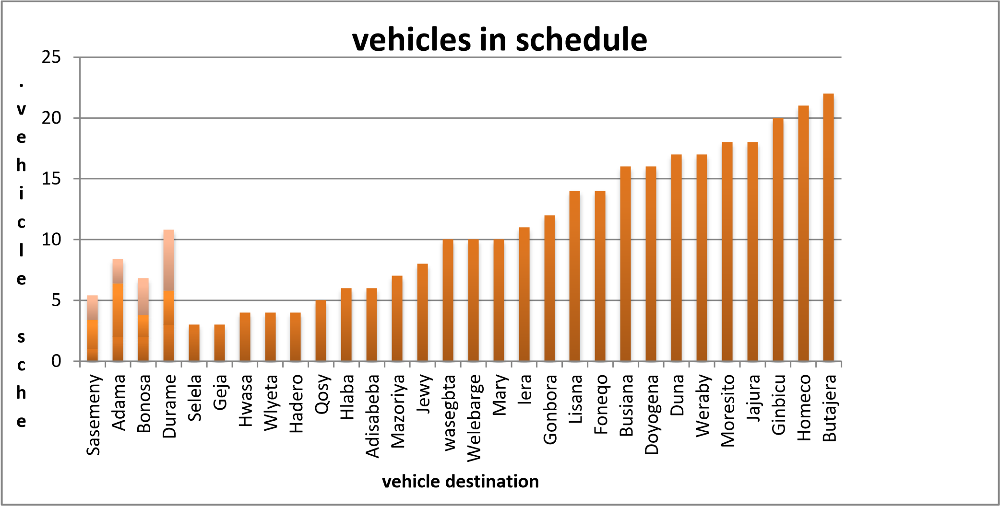 vehicles in schedule
25
20
15
10
5
0
. vehicle sche
Sasemeny
Adama
Bonosa
Durame
Selela
Geja
Hwasa
Wlyeta
Hadero
Qosy
Hlaba
Adisabeba
Mazoriya
Jewy
wasegbta
Welebarge
Mary
lera
Gonbora
Lisana
Foneqo
Busiana
Doyogena
Duna
Weraby
Moresito
Jajura
Ginbicu
Homeco
Butajera
vehicle destination